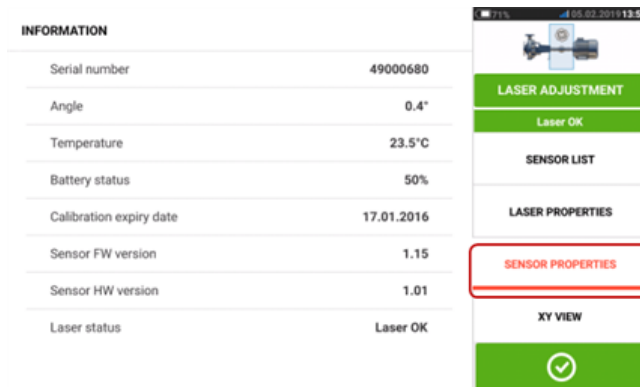 71% 05.02.2019 13:5
INFORMATION
Serial number 49000680
Angle 0.4°
Temperature 23.5°C
Battery status 50%
Calibration expiry date 17.01.2016
Sensor FW version 1.15
Sensor HW version 1.01
Laser status Laser OK
LASER ADJUSTMENT
Laser OK
SENSOR LIST
LASER PROPERTIES
SENSOR PROPERTIES
XY VIEW